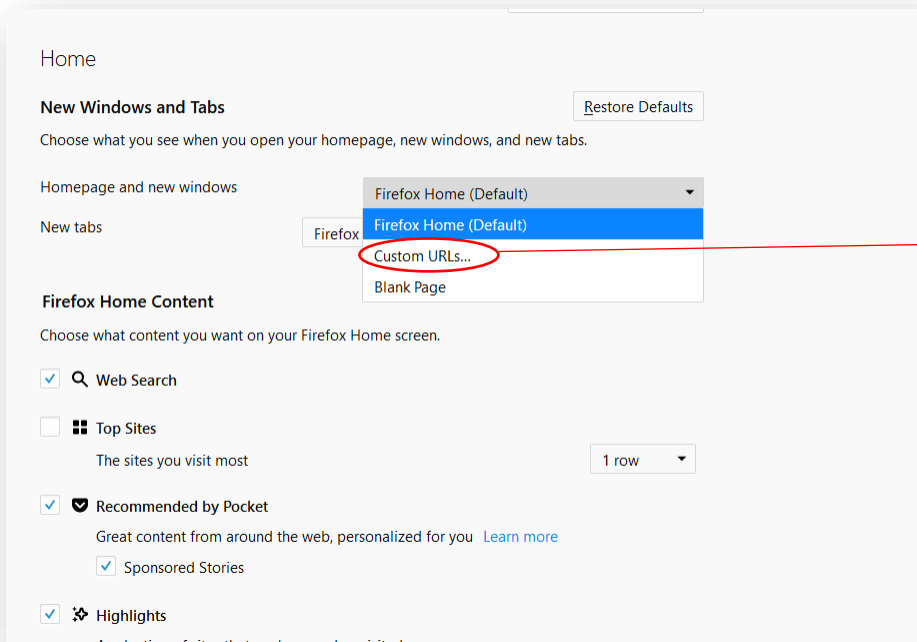 Home
New Windows and Tabs
Restore Defaults
Choose what you see when you open your homepage, new windows, and new tabs.
Homepage and new windows
Firefox Home (Default)
Firefox Home (Default)
New tabs
Firefox
Custom URLs...
Blank Page
Firefox Home Content
Choose what content you want on your Firefox Home screen.
Web Search
Top Sites
The sites you visit most
1 row
Recommended by Pocket
Great content from around the web, personalized for you Learn more
Sponsored Stories
Highlights